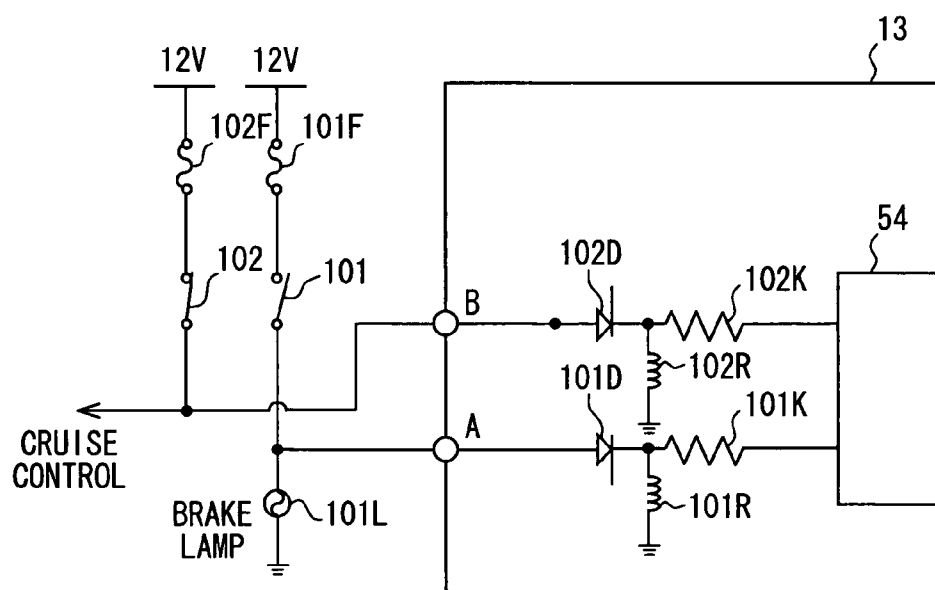 13
12V 12V
102F 101F
54
102 101
102D
102K
B
102R
101D
101K
A
CRUISE
CONTROL
BRAKE
LAMP
101L
101R